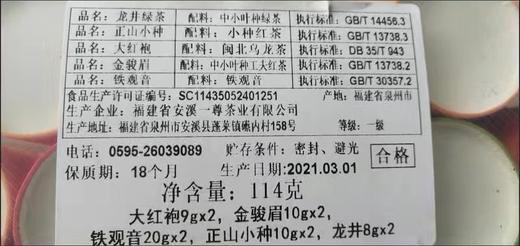 品名：龙井绿茶 配料：中小叶种绿茶 执行标准：GB/T 14456.3
品名：正山小种 配料：小种红茶 执行标准：GB/T 13738.3
品名：大红袍 配料：闽北乌龙茶 执行标准：DB 35/T 943
品名：金骏眉 配料：中小叶种工夫红茶 执行标准：GB/T 13738.2
品名：铁观音 配料：铁观音 执行标准：GB/T 30357.2
食品生产许可证编号：SC11435052401251 产地：福建省泉州市
生产企业：福建省安溪一尊茶业有限公司
生产地址：福建省泉州市安溪县蓬莱镇礤内村158号 等级：一级
电话：0595-26039089 贮存条件：密封、避光
保质期：18个月 生产日期：2021.03.01 合格
净含量：114克
大红袍9gx2，金骏眉10gx2，
铁观音20gx2，正山小种10gx2，龙井8gx2